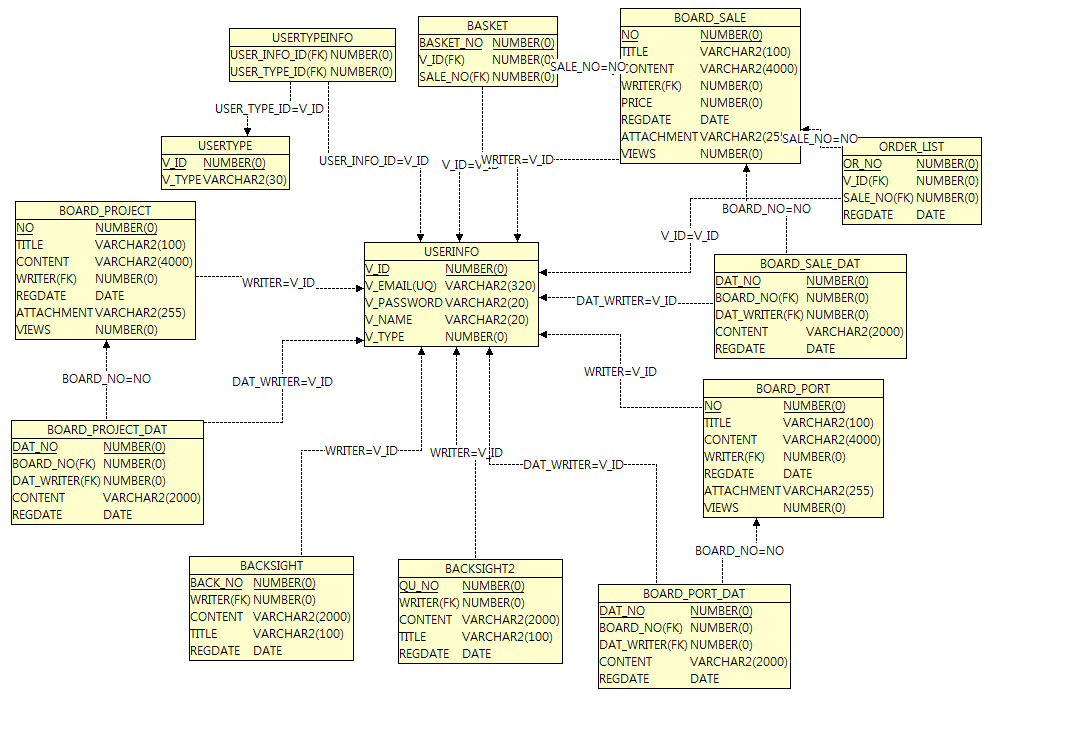 USERTYPEINFO
USER_INFO_ID(FK) NUMBER(0)
USER_TYPE_ID(FK) NUMBER(0)
BASKET
BASKET_NO NUMBER(0)
V_ID(FK) NUMBER(0)
SALE_NO(FK) NUMBER(0)
SALE_NO=NO
BOARD_SALE
NO NUMBER(0)
TITLE VARCHAR2(100)
CONTENT VARCHAR2(4000)
WRITER(FK) NUMBER(0)
PRICE NUMBER(0)
REGDATE DATE
ATTACHMENT VARCHAR2(255)
VIEWS NUMBER(0)
SALE_NO=NO
ORDER_LIST
OR_NO NUMBER(0)
V_ID(FK) NUMBER(0)
SALE_NO(FK) NUMBER(0)
REGDATE DATE
USER_TYPE_ID=V_ID
USERTYPE
V_ID NUMBER(0)
V_TYPE VARCHAR2(30)
USER_INFO_ID=V_ID
V_ID=V_ID
WRITER=V_ID
BOARD_NO=NO
V_ID=V_ID
BOARD_PROJECT
NO NUMBER(0)
TITLE VARCHAR2(100)
CONTENT VARCHAR2(4000)
WRITER(FK) NUMBER(0)
REGDATE DATE
ATTACHMENT VARCHAR2(255)
VIEWS NUMBER(0)
WRITER=V_ID
USERINFO
V_ID NUMBER(0)
V_EMAIL(UQ) VARCHAR2(320)
V_PASSWORD VARCHAR2(20)
V_NAME VARCHAR2(20)
V_TYPE NUMBER(0)
DAT_WRITER=V_ID
BOARD_SALE_DAT
DAT_NO NUMBER(0)
BOARD_NO(FK) NUMBER(0)
DAT_WRITER(FK) NUMBER(0)
CONTENT VARCHAR2(2000)
REGDATE DATE
BOARD_NO=NO
DAT_WRITER=V_ID
WRITER=V_ID
BOARD_PORT
NO NUMBER(0)
TITLE VARCHAR2(100)
CONTENT VARCHAR2(4000)
WRITER(FK) NUMBER(0)
REGDATE DATE
ATTACHMENT VARCHAR2(255)
VIEWS NUMBER(0)
BOARD_PROJECT_DAT
DAT_NO NUMBER(0)
BOARD_NO(FK) NUMBER(0)
DAT_WRITER(FK) NUMBER(0)
CONTENT VARCHAR2(2000)
REGDATE DATE
WRITER=V_ID
WRITER=V_ID
DAT_WRITER=V_ID
BOARD_NO=NO
BACKSIGHT
BACK_NO NUMBER(0)
WRITER(FK) NUMBER(0)
CONTENT VARCHAR2(2000)
TITLE VARCHAR2(100)
REGDATE DATE
BACKSIGHT2
QU_NO NUMBER(0)
WRITER(FK) NUMBER(0)
CONTENT VARCHAR2(2000)
TITLE VARCHAR2(100)
REGDATE DATE
BOARD_PORT_DAT
DAT_NO NUMBER(0)
BOARD_NO(FK) NUMBER(0)
DAT_WRITER(FK) NUMBER(0)
CONTENT VARCHAR2(2000)
REGDATE DATE